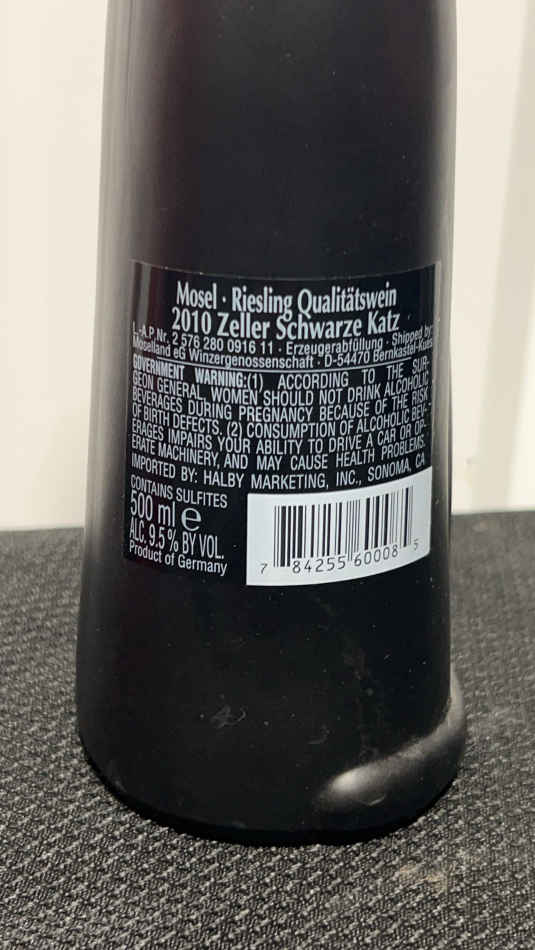 Mosel · Riesling Qualitätswein
2010 Zeller Schwarze Katz
L.-A.P.Nr. 2 576 280 0916 11 · Erzeugerabfüllung · Shipped by:
Moselland eG Winzergenossenschaft · D-54470 Bernkastel-Kues
GOVERNMENT WARNING:(1) ACCORDING TO THE SUR-
GEON GENERAL, WOMEN SHOULD NOT DRINK ALCOHOLIC
BEVERAGES DURING PREGNANCY BECAUSE OF THE RISK
OF BIRTH DEFECTS. (2) CONSUMPTION OF ALCOHOLIC BEV-
ERAGES IMPAIRS YOUR ABILITY TO DRIVE A CAR OR OP-
ERATE MACHINERY, AND MAY CAUSE HEALTH PROBLEMS.
IMPORTED BY: HALBY MARKETING, INC., SONOMA, CA
CONTAINS SULFITES
500 ml e
ALC. 9.5% BY VOL.
Product of Germany
7 84255 60008 5